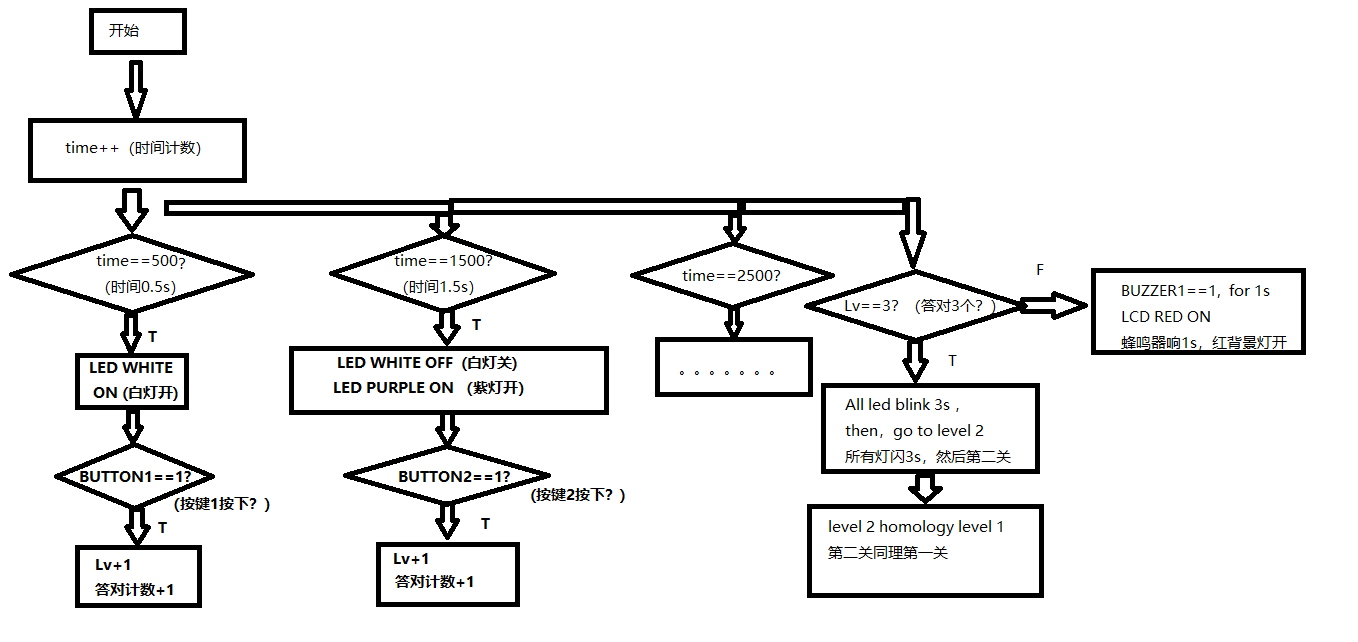 开始
time++（时间计数）
time==500?
(时间0.5s)
T
LED WHITE
ON (白灯开)
BUTTON1==1?
(按键1按下？)
T
Lv+1
答对计数+1
time==1500?
(时间1.5s)
T
LED WHITE OFF (白灯关)
LED PURPLE ON （紫灯开)
BUTTON2==1?
(按键2按下？)
T
Lv+1
答对计数+1
time==2500?
。。。。。。。
Lv==3? （答对3个？)
F
BUZZER1==1，for 1s
LCD RED ON
蜂鸣器响1s，红背景灯开
T
All led blink 3s，
then，go to level 2
所有灯闪3s，然后第二关
level 2 homology level 1
第二关同理第一关